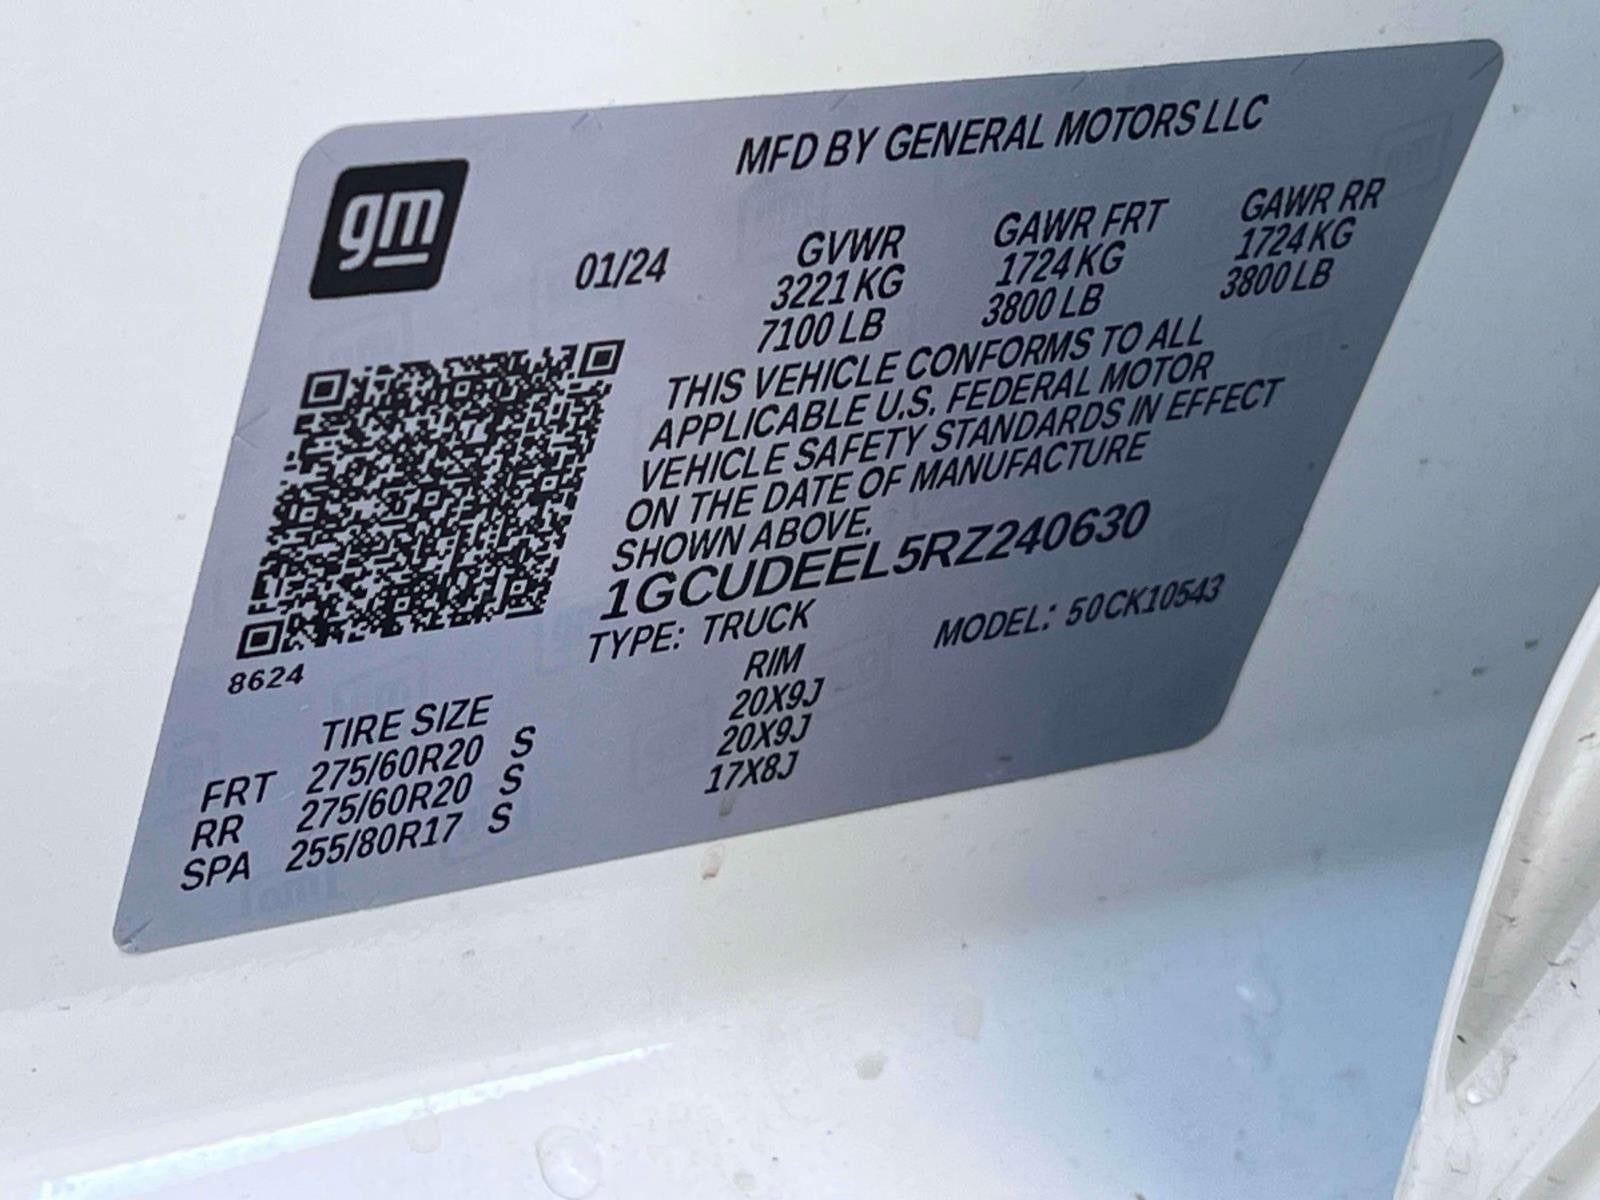 gm
MFD BY GENERAL MOTORS LLC
01/24
GVWR
3221 KG
7100 LB
GAWR FRT
1724 KG
3800 LB
GAWR RR
1724 KG
3800 LB
THIS VEHICLE CONFORMS TO ALL
APPLICABLE U.S. FEDERAL MOTOR
VEHICLE SAFETY STANDARDS IN EFFECT
ON THE DATE OF MANUFACTURE
SHOWN ABOVE.
1GCUDEEL5RZ240630
TYPE: TRUCK MODEL: 50CK10543
8624
TIRE SIZE RIM
FRT 275/60R20 S 20X9J
RR 275/60R20 S 20X9J
SPA 255/80R17 S 17X8J